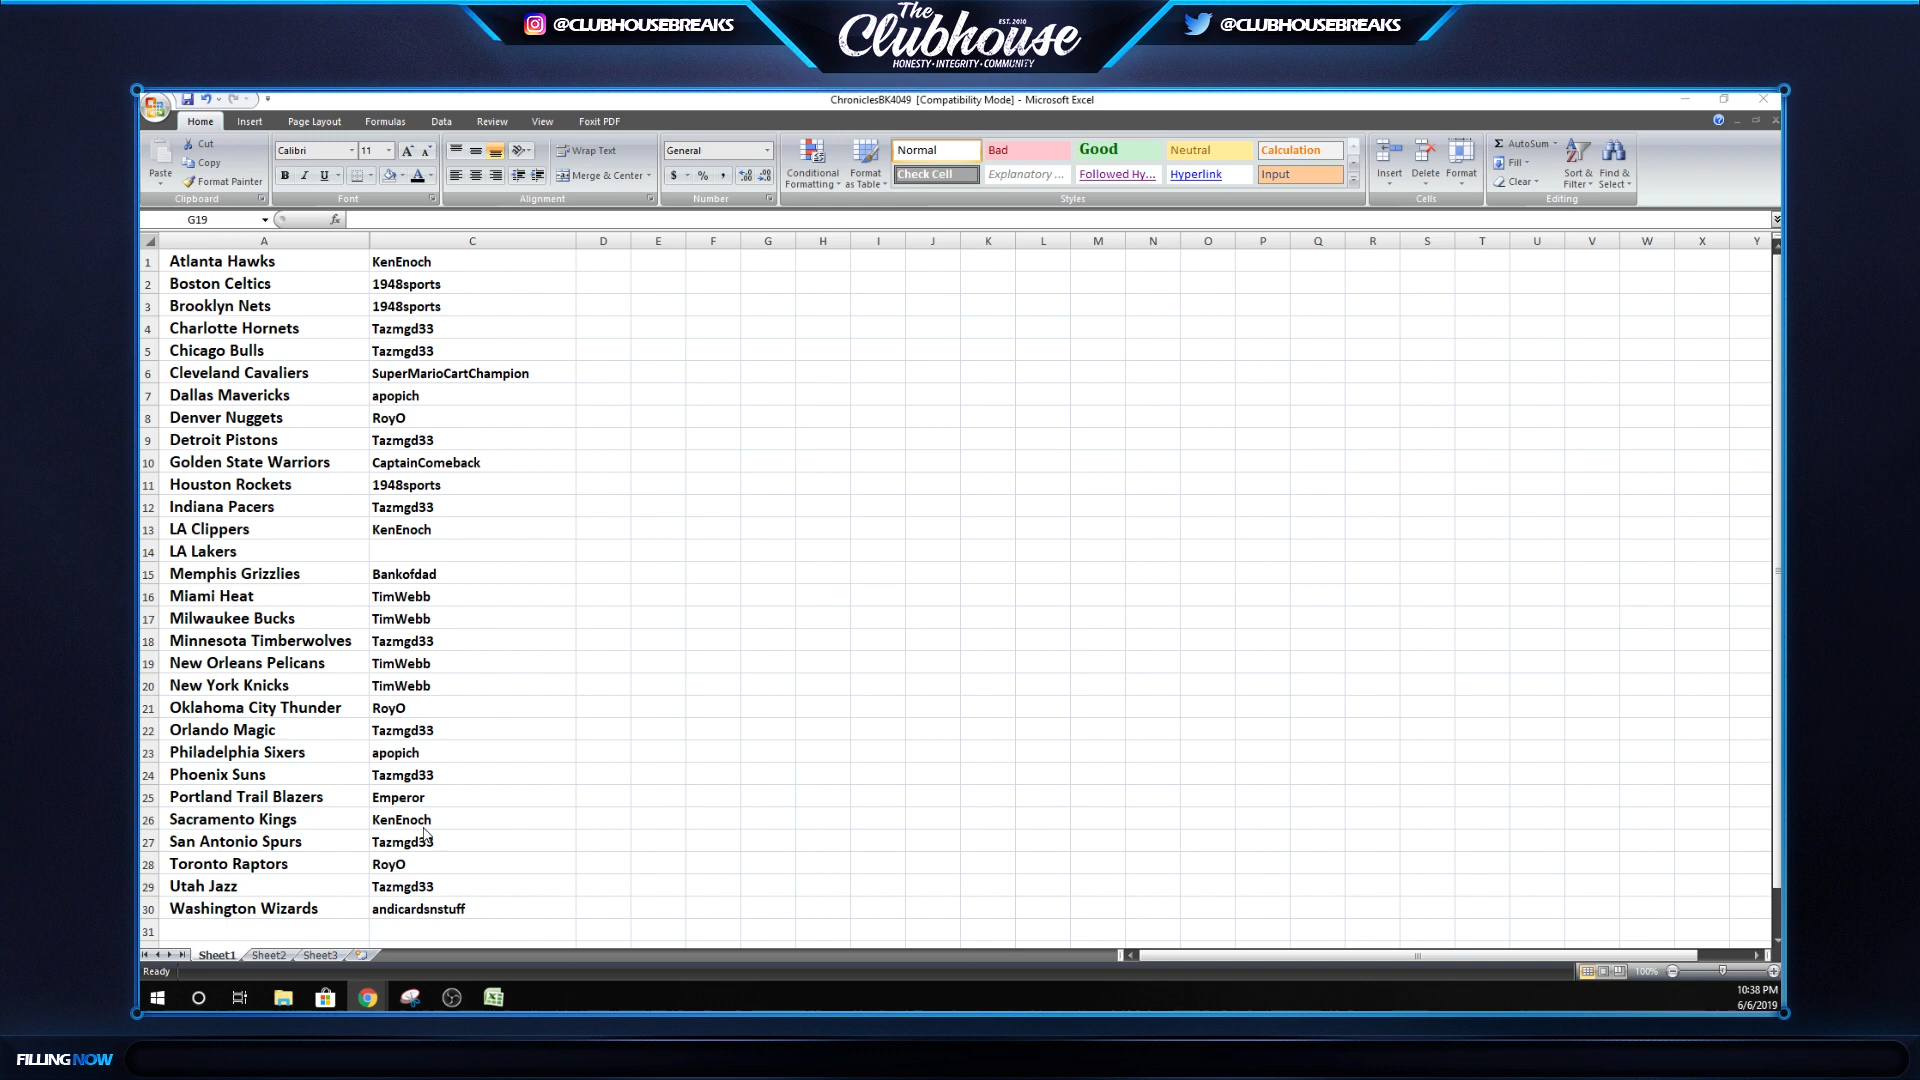 @CLUBHOUSEBREAKS
The
Clubhouse
EST. 2010
HONESTY • INTEGRITY • COMMUNITY
@CLUBHOUSEBREAKS
ChroniclesBK4049 [Compatibility Mode] - Microsoft Excel
Home Insert Page Layout Formulas Data Review View Foxit PDF
Paste Cut Copy Format Painter Clipboard
Calibri 11 B I U Font
Wrap Text Merge & Center Alignment
General $ % , Number
Conditional Formatting Format as Table
Normal Bad Good Neutral Calculation
Check Cell Explanatory ... Followed Hy... Hyperlink Input
Styles
Insert Delete Format Cells
Σ AutoSum Fill Clear Sort & Filter Find & Select Editing
G19 fx
A C D E F G H I J K L M N O P Q R S T U V W X Y
1 Atlanta Hawks KenEnoch
2 Boston Celtics 1948sports
3 Brooklyn Nets 1948sports
4 Charlotte Hornets Tazmgd33
5 Chicago Bulls Tazmgd33
6 Cleveland Cavaliers SuperMarioCartChampion
7 Dallas Mavericks apopich
8 Denver Nuggets RoyO
9 Detroit Pistons Tazmgd33
10 Golden State Warriors CaptainComeback
11 Houston Rockets 1948sports
12 Indiana Pacers Tazmgd33
13 LA Clippers KenEnoch
14 LA Lakers
15 Memphis Grizzlies Bankofdad
16 Miami Heat TimWebb
17 Milwaukee Bucks TimWebb
18 Minnesota Timberwolves Tazmgd33
19 New Orleans Pelicans TimWebb
20 New York Knicks TimWebb
21 Oklahoma City Thunder RoyO
22 Orlando Magic Tazmgd33
23 Philadelphia Sixers apopich
24 Phoenix Suns Tazmgd33
25 Portland Trail Blazers Emperor
26 Sacramento Kings KenEnoch
27 San Antonio Spurs Tazmgd33
28 Toronto Raptors RoyO
29 Utah Jazz Tazmgd33
30 Washington Wizards andicardsnstuff
31
Sheet1 Sheet2 Sheet3
Ready 100%
10:38 PM
6/6/2019
FILLING NOW